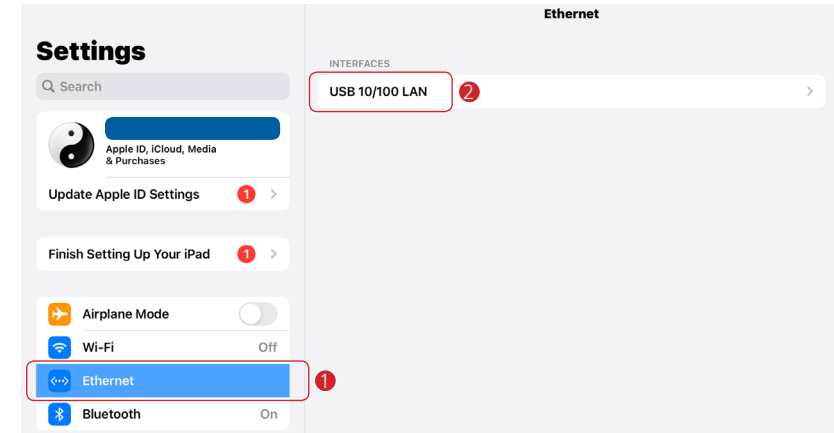 Ethernet
Settings
INTERFACES
Search
USB 10/100 LAN
2
Apple ID, iCloud, Media
& Purchases
Update Apple ID Settings 1
Finish Setting Up Your iPad 1
Airplane Mode
Wi-Fi Off
Ethernet
1
Bluetooth On